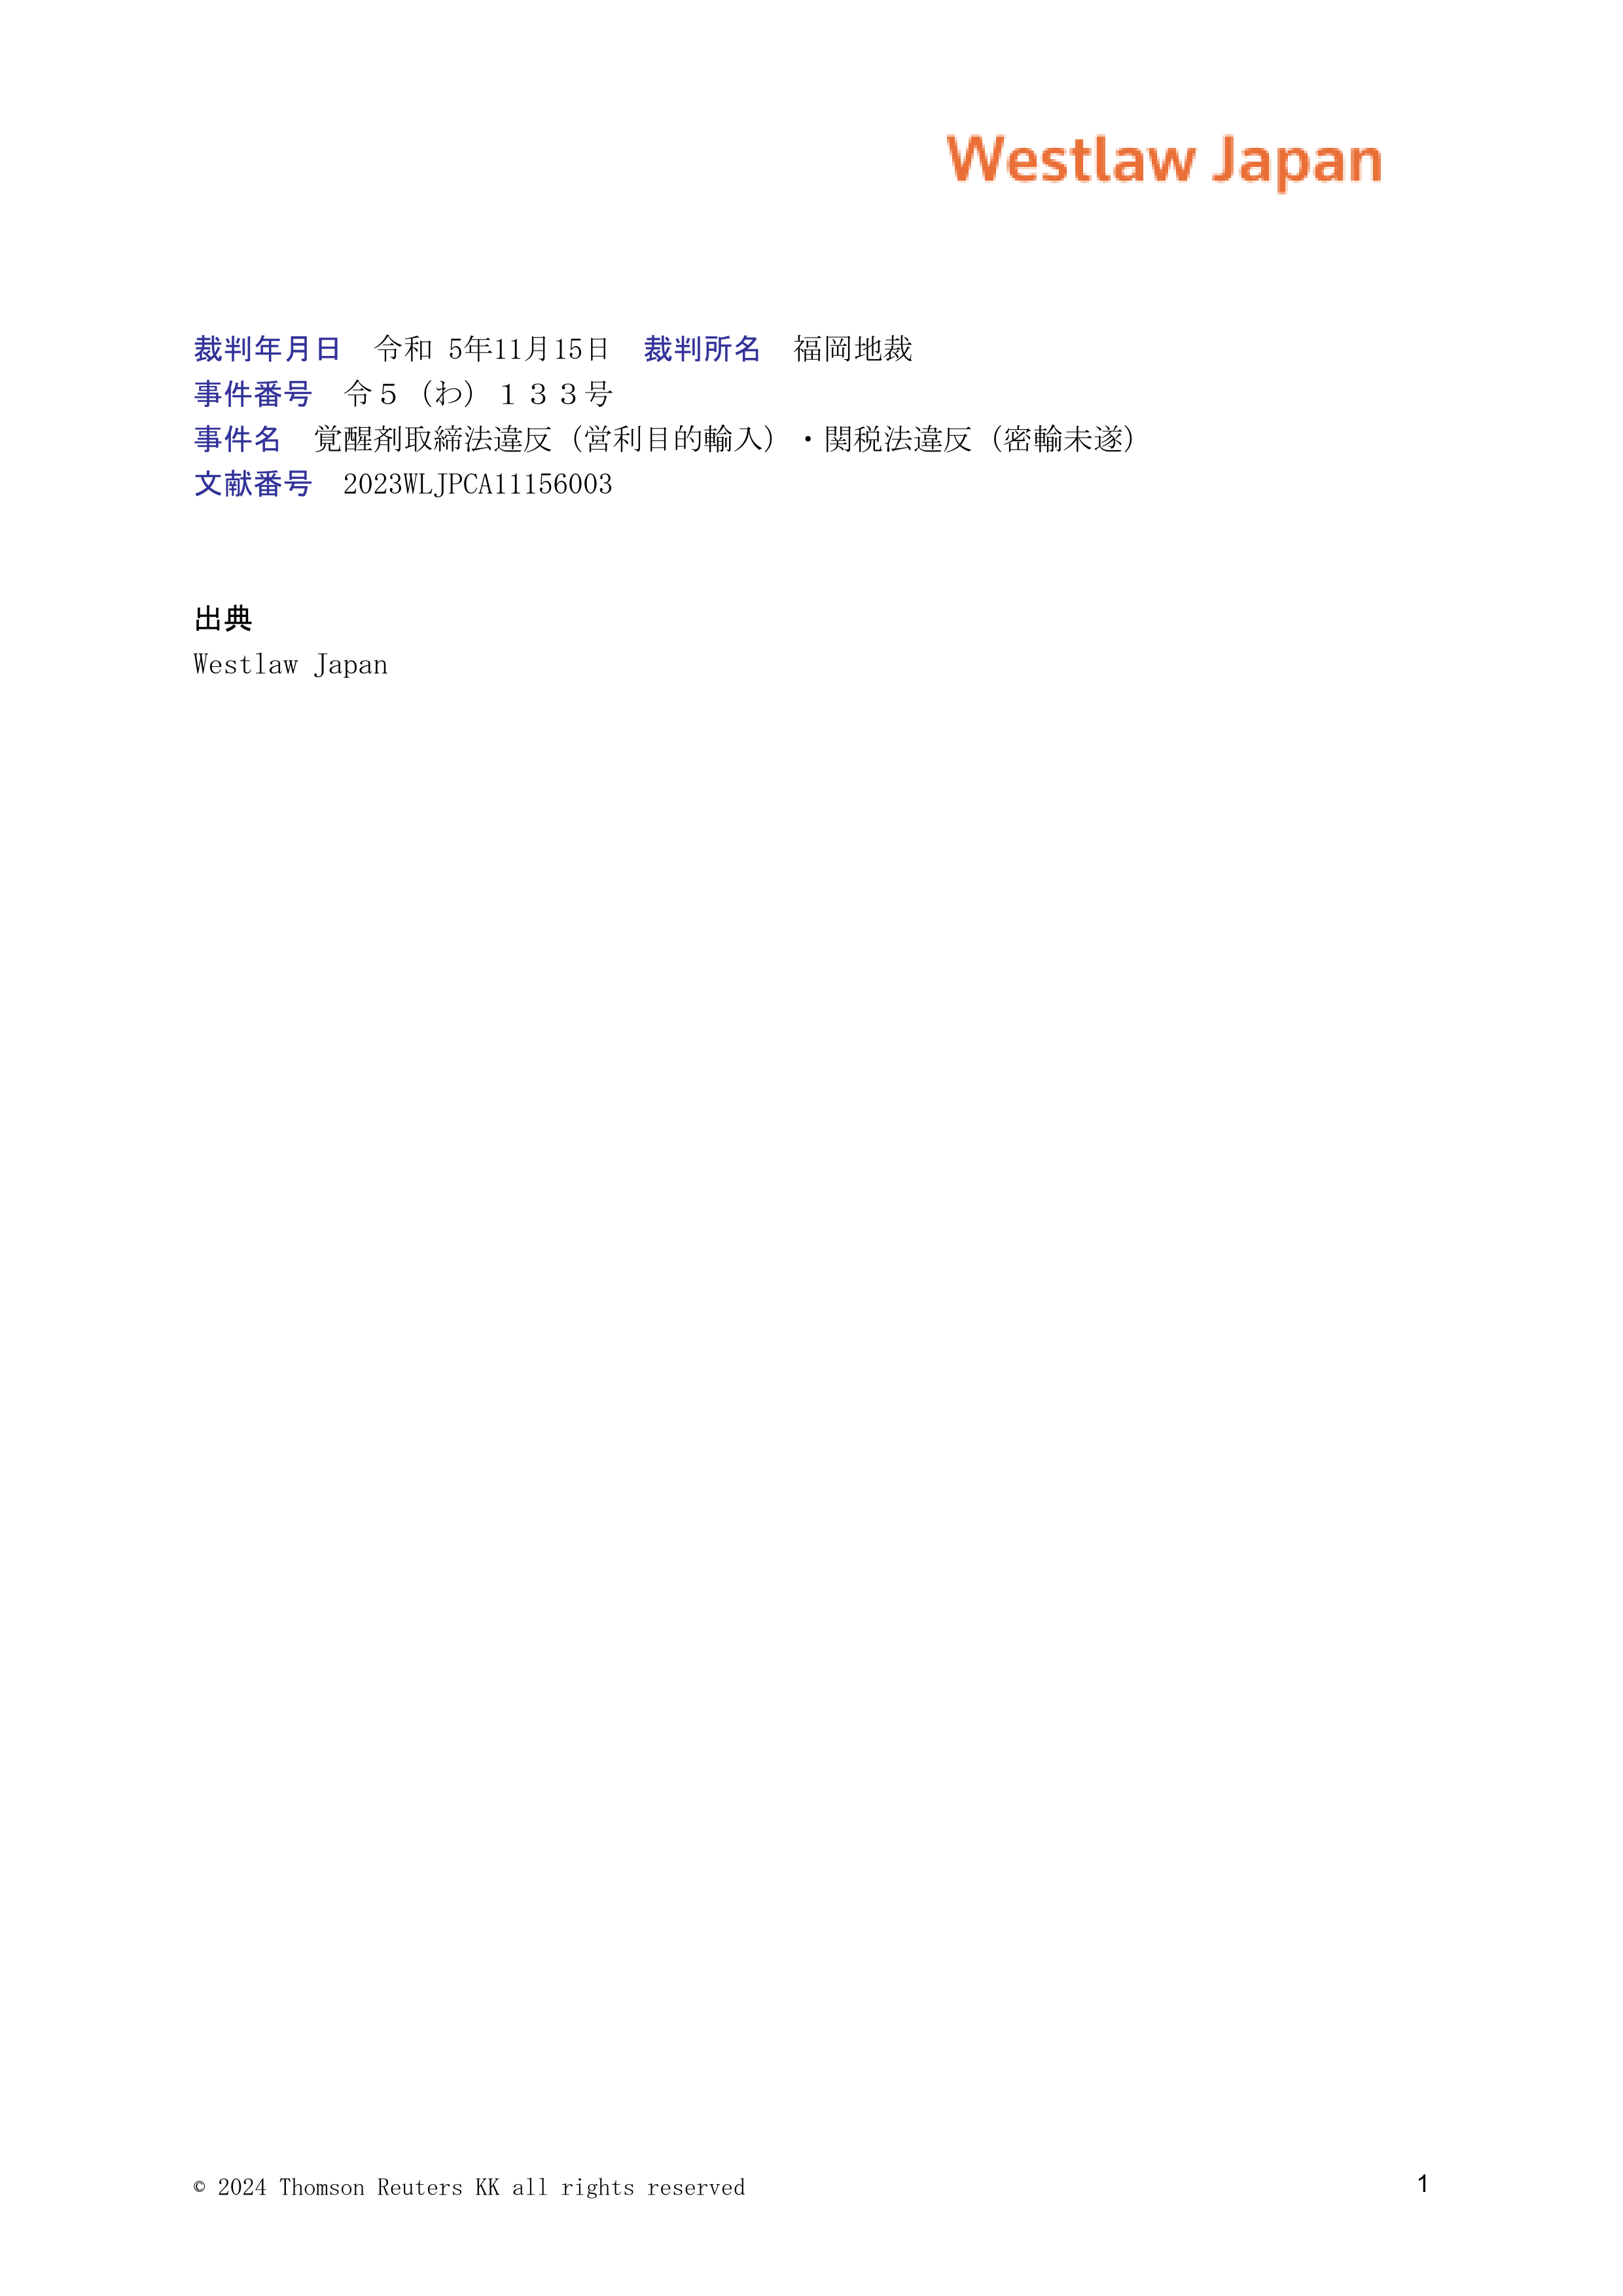 Westlaw Japan
裁判年月日　令和 5年11月15日　裁判所名　福岡地裁
事件番号　令５（わ）１３３号
事件名　覚醒剤取締法違反（営利目的輸入）・関税法違反（密輸未遂）
文献番号　2023WLJPCA11156003
出典
Westlaw Japan
© 2024 Thomson Reuters KK all rights reserved　1